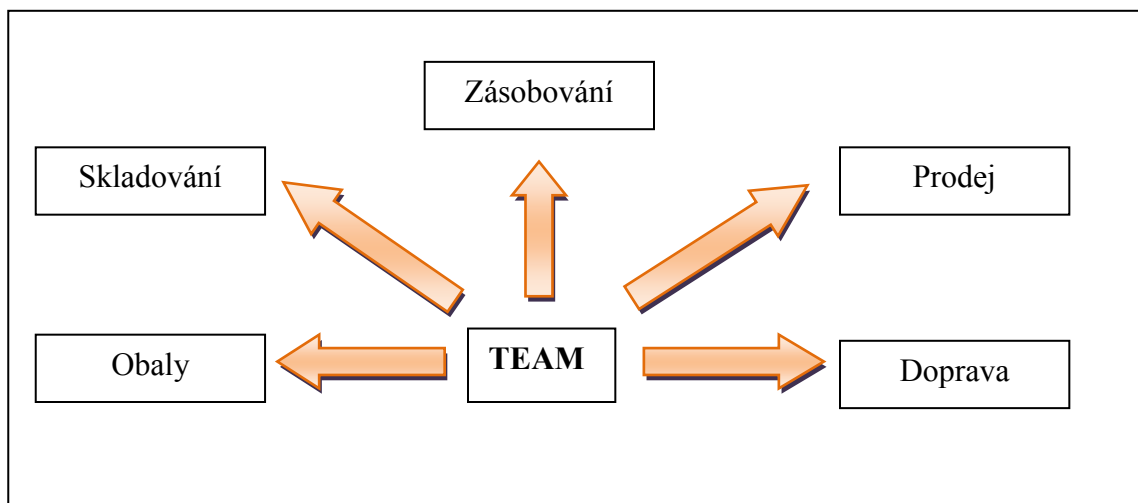 Zásobování
Skladování
Prodej
Obaly
TEAM
Doprava